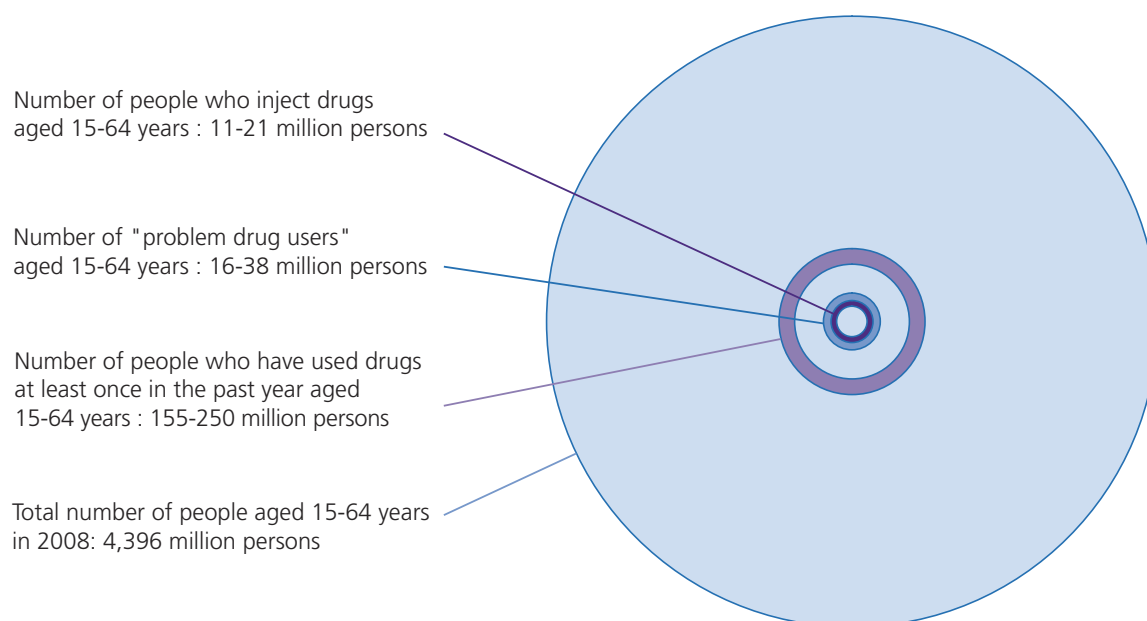 Number of people who inject drugs
aged 15-64 years : 11-21 million persons
Number of "problem drug users"
aged 15-64 years : 16-38 million persons
Number of people who have used drugs
at least once in the past year aged
15-64 years : 155-250 million persons
Total number of people aged 15-64 years
in 2008: 4,396 million persons